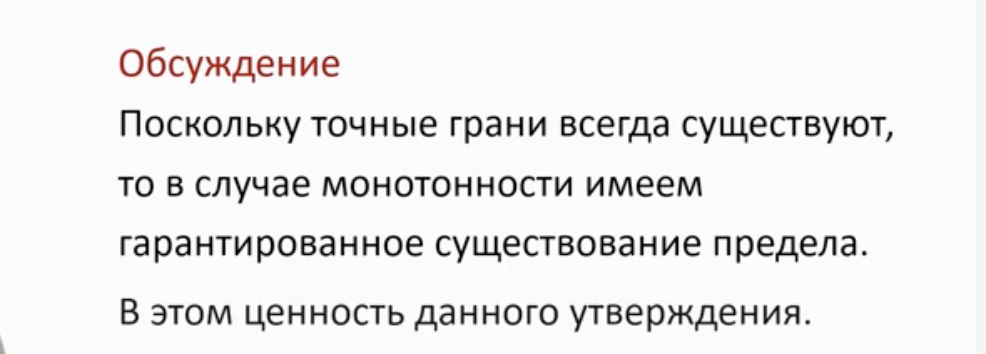 Обсуждение
Поскольку точные грани всегда существуют,
то в случае монотонности имеем
гарантированное существование предела.
В этом ценность данного утверждения.